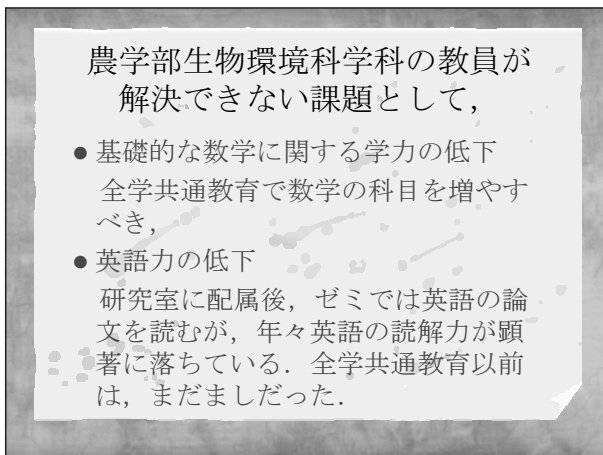 農学部生物環境科学科の教員が
解決できない課題として，
●基礎的な数学に関する学力の低下
全学共通教育で数学の科目を増やす
べき，
●英語力の低下
研究室に配属後，ゼミでは英語の論
文を読むが，年々英語の読解力が顕
著に落ちている．全学共通教育以前
は，まだましだった．